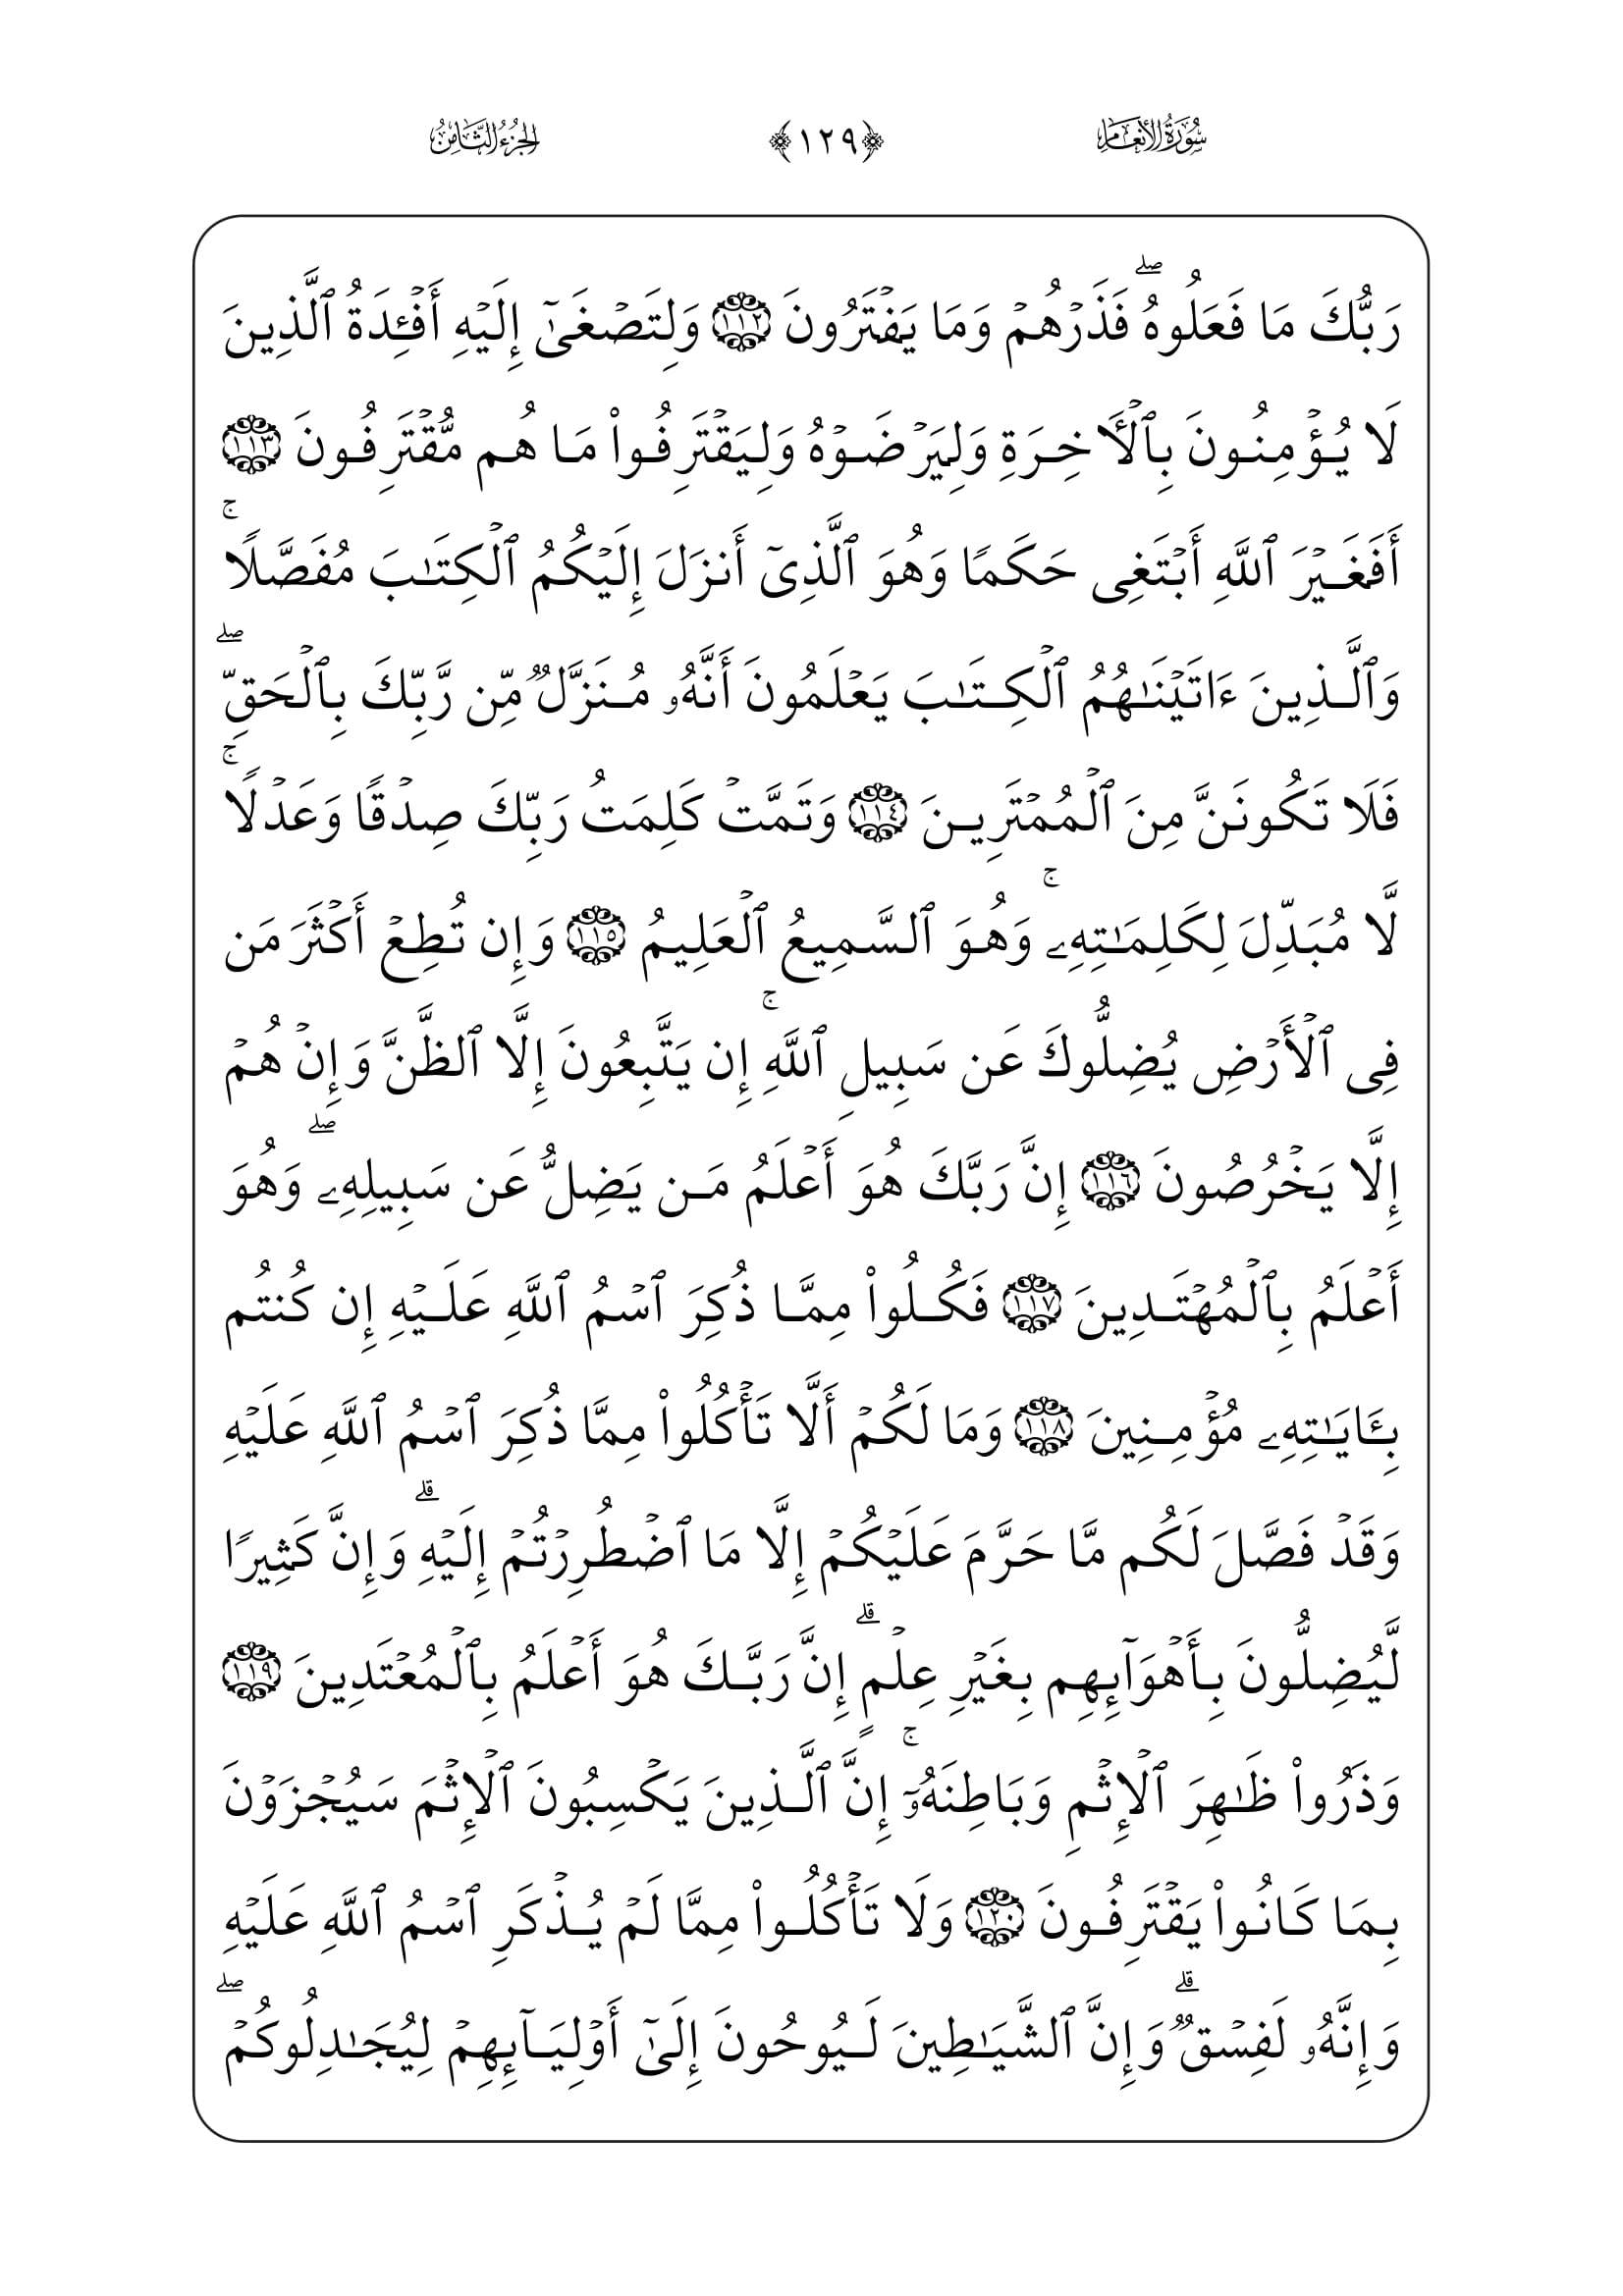 سُورَةُ الأَنْعَام ﴿١٢٩﴾ الجُزْءُ الثَّامِنُ
رَبُّكَ مَا فَعَلُوهُۖ فَذَرۡهُمۡ وَمَا يَفۡتَرُونَ ١١٢ وَلِتَصۡغَىٰٓ إِلَيۡهِ أَفۡـِٔدَةُ ٱلَّذِينَ
لَا يُؤۡمِنُونَ بِٱلۡأٓخِرَةِ وَلِيَرۡضَوۡهُ وَلِيَقۡتَرِفُواْ مَا هُم مُّقۡتَرِفُونَ ١١٣
أَفَغَيۡرَ ٱللَّهِ أَبۡتَغِي حَكَمٗا وَهُوَ ٱلَّذِيٓ أَنزَلَ إِلَيۡكُمُ ٱلۡكِتَٰبَ مُفَصَّلٗاۚ
وَٱلَّذِينَ ءَاتَيۡنَٰهُمُ ٱلۡكِتَٰبَ يَعۡلَمُونَ أَنَّهُۥ مُنَزَّلٞ مِّن رَّبِّكَ بِٱلۡحَقِّۖ
فَلَا تَكُونَنَّ مِنَ ٱلۡمُمۡتَرِينَ ١١٤ وَتَمَّتۡ كَلِمَتُ رَبِّكَ صِدۡقٗا وَعَدۡلٗاۚ
لَّا مُبَدِّلَ لِكَلِمَٰتِهِۦۚ وَهُوَ ٱلسَّمِيعُ ٱلۡعَلِيمُ ١١٥ وَإِن تُطِعۡ أَكۡثَرَ مَن
فِي ٱلۡأَرۡضِ يُضِلُّوكَ عَن سَبِيلِ ٱللَّهِۚ إِن يَتَّبِعُونَ إِلَّا ٱلظَّنَّ وَإِنۡ هُمۡ
إِلَّا يَخۡرُصُونَ ١١٦ إِنَّ رَبَّكَ هُوَ أَعۡلَمُ مَن يَضِلُّ عَن سَبِيلِهِۦۖ وَهُوَ
أَعۡلَمُ بِٱلۡمُهۡتَدِينَ ١١٧ فَكُلُواْ مِمَّا ذُكِرَ ٱسۡمُ ٱللَّهِ عَلَيۡهِ إِن كُنتُم
بِـَٔايَٰتِهِۦ مُؤۡمِنِينَ ١١٨ وَمَا لَكُمۡ أَلَّا تَأۡكُلُواْ مِمَّا ذُكِرَ ٱسۡمُ ٱللَّهِ عَلَيۡهِ
وَقَدۡ فَصَّلَ لَكُم مَّا حَرَّمَ عَلَيۡكُمۡ إِلَّا مَا ٱضۡطُرِرۡتُمۡ إِلَيۡهِۗ وَإِنَّ كَثِيرٗا
لَّيُضِلُّونَ بِأَهۡوَآئِهِم بِغَيۡرِ عِلۡمٍۗ إِنَّ رَبَّكَ هُوَ أَعۡلَمُ بِٱلۡمُعۡتَدِينَ ١١٩
وَذَرُواْ ظَٰهِرَ ٱلۡإِثۡمِ وَبَاطِنَهُۥٓۚ إِنَّ ٱلَّذِينَ يَكۡسِبُونَ ٱلۡإِثۡمَ سَيُجۡزَوۡنَ
بِمَا كَانُواْ يَقۡتَرِفُونَ ١٢٠ وَلَا تَأۡكُلُواْ مِمَّا لَمۡ يُذۡكَرِ ٱسۡمُ ٱللَّهِ عَلَيۡهِ
وَإِنَّهُۥ لَفِسۡقٞۗ وَإِنَّ ٱلشَّيَٰطِينَ لَيُوحُونَ إِلَىٰٓ أَوۡلِيَآئِهِمۡ لِيُجَٰدِلُوكُمۡۖ